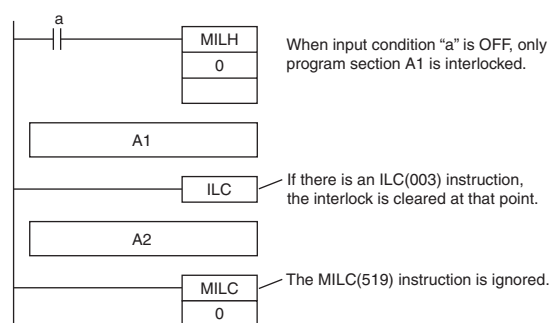 a
MILH
0
When input condition “a” is OFF, only
program section A1 is interlocked.
A1
ILC
If there is an ILC(003) instruction,
the interlock is cleared at that point.
A2
MILC
0
The MILC(519) instruction is ignored.